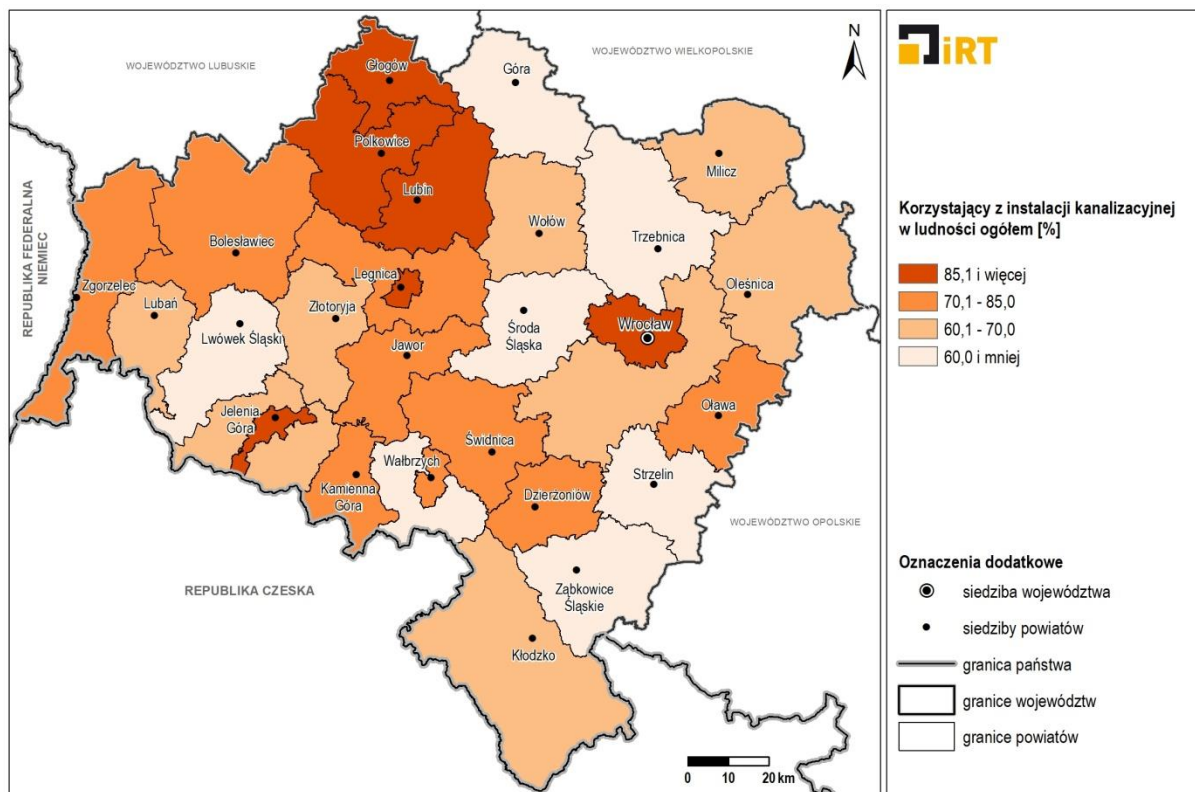 WOJEWÓDZTWO LUBUSKIE
WOJEWÓDZTWO WIELKOPOLSKIE
N
Głogów
Góra
Polkowice
Milicz
Lubin
Wołów
Trzebnica
REPUBLIKA FEDERALNA
NIEMIEC
Bolesławiec
Zgorzelec
Legnica
Oleśnica
Lubań
Złotoryja
Środa
Śląska
Wrocław
Lwówek Śląski
Jawor
Jelenia
Góra
Oława
Świdnica
Wałbrzych
Strzelin
Kamienna
Góra
Dzierżoniów
WOJEWÓDZTWO OPOLSKIE
REPUBLIKA CZESKA
Ząbkowice
Śląskie
Kłodzko
0 10 20 km
iRT
Korzystający z instalacji kanalizacyjnej
w ludności ogółem [%]
85,1 i więcej
70,1 - 85,0
60,1 - 70,0
60,0 i mniej
Oznaczenia dodatkowe
siedziba województwa
siedziby powiatów
granica państwa
granice województw
granice powiatów